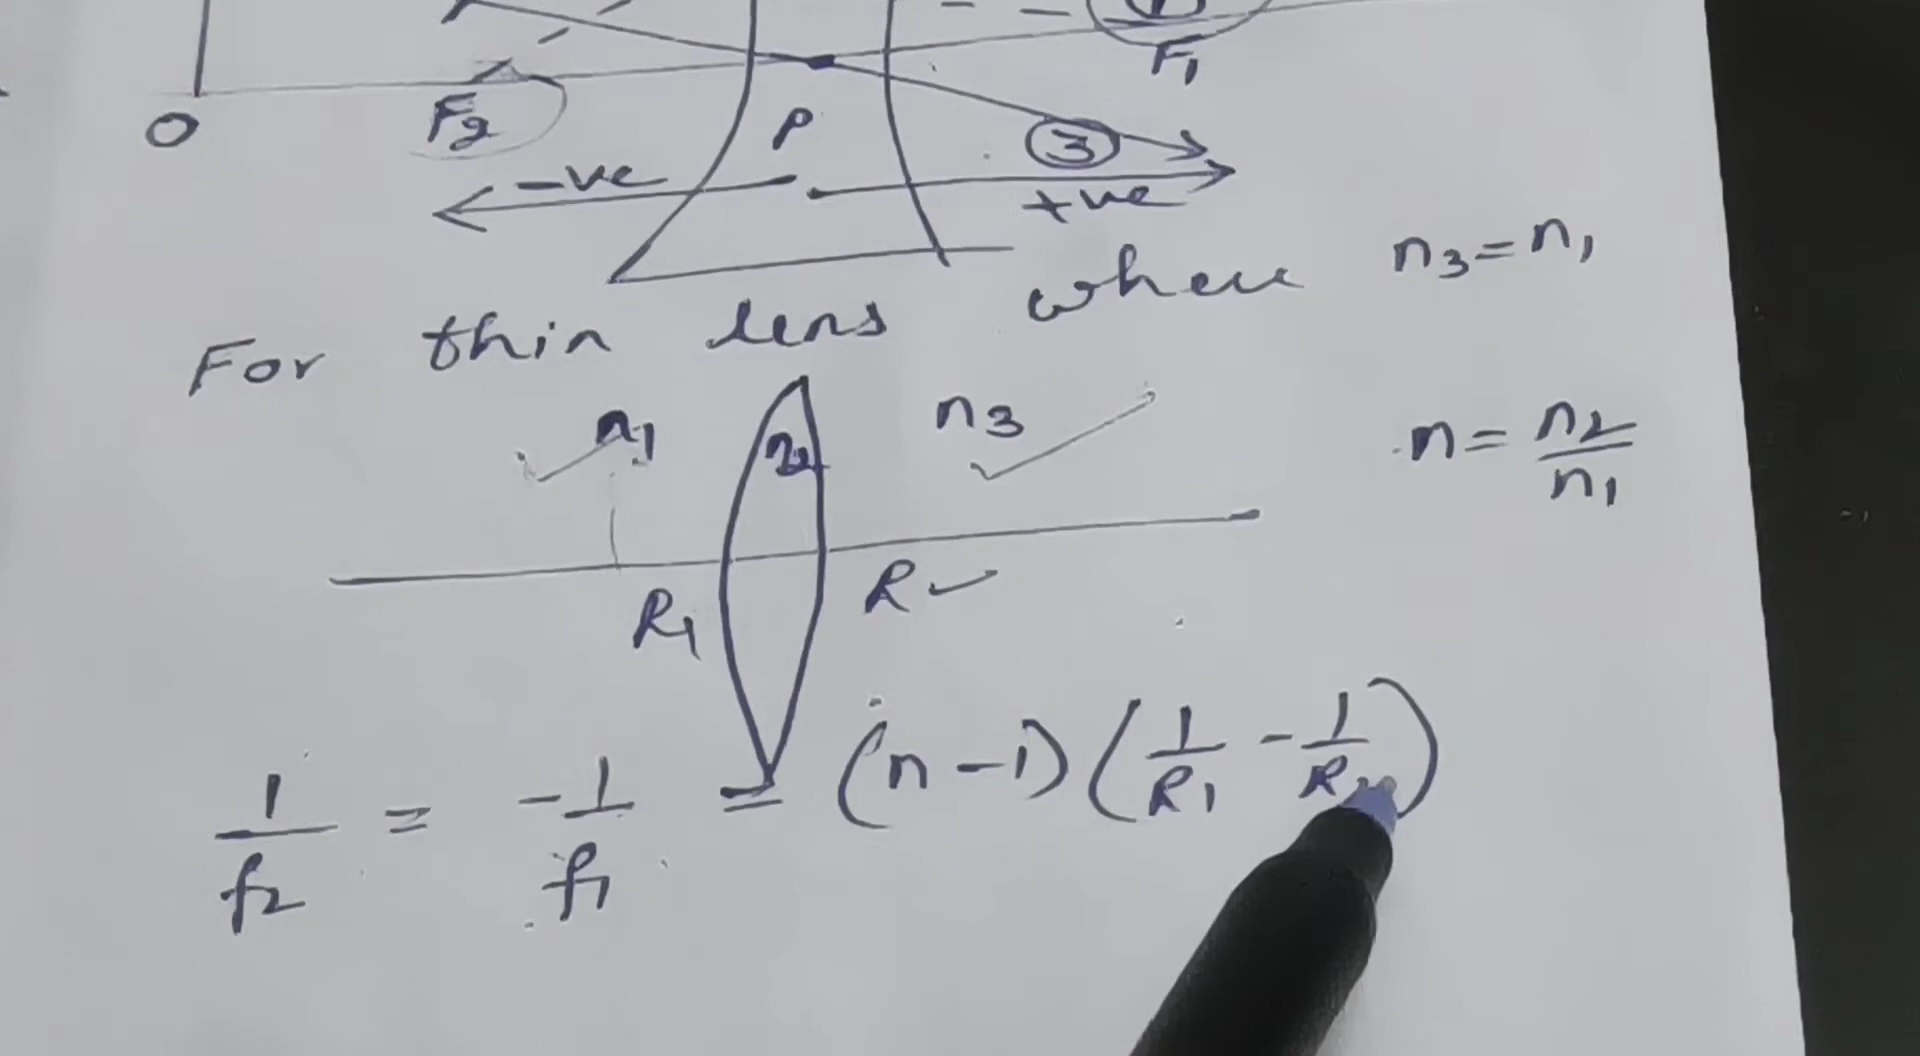 1
F1
O
F2
P
3
-ve
+ve
For thin lens where n3 = n1
n1
n2
n3
n = n2/n1
R1
R
1/f2 = -1/f1 = (n-1)(1/R1 - 1/R2)